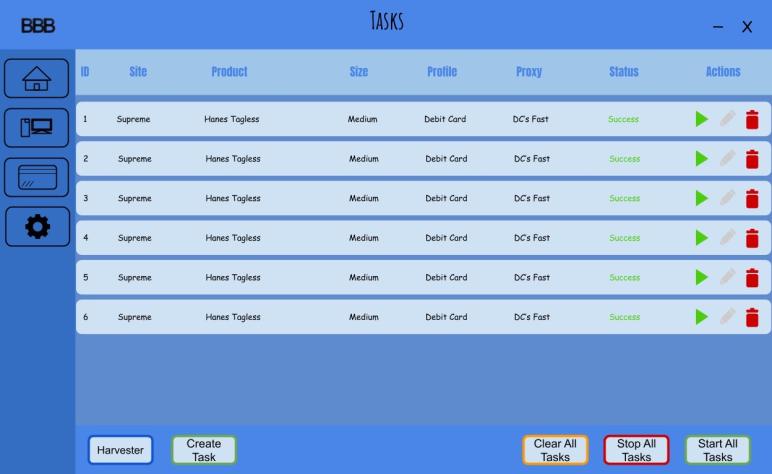 BBB
Tasks
– X
ID Site Product Size Profile Proxy Status Actions
1 Supreme Hanes Tagless Medium Debit Card DC's Fast Success
2 Supreme Hanes Tagless Medium Debit Card DC's Fast Success
3 Supreme Hanes Tagless Medium Debit Card DC's Fast Success
4 Supreme Hanes Tagless Medium Debit Card DC's Fast Success
5 Supreme Hanes Tagless Medium Debit Card DC's Fast Success
6 Supreme Hanes Tagless Medium Debit Card DC's Fast Success
Harvester
Create
Task
Clear All
Tasks
Stop All
Tasks
Start All
Tasks